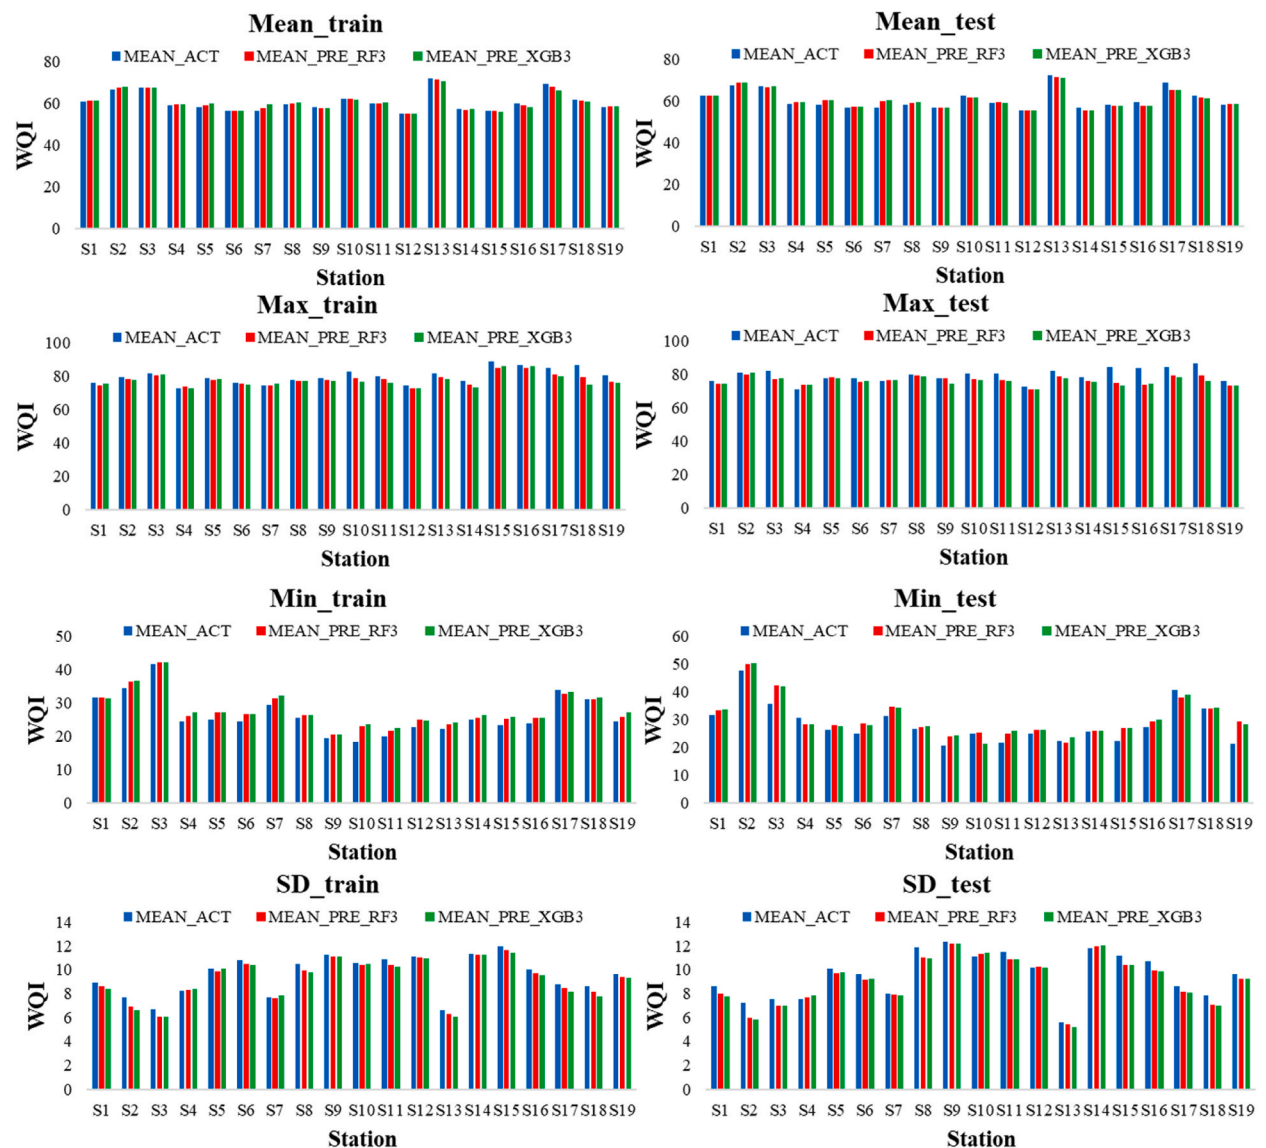 Mean_train
MEAN_ACT MEAN_PRE_RF3 MEAN_PRE_XGB3
80
60
40
20
0
WQI
S1 S2 S3 S4 S5 S6 S7 S8 S9 S10 S11 S12 S13 S14 S15 S16 S17 S18 S19
Station
Mean_test
MEAN_ACT MEAN_PRE_RF3 MEAN_PRE_XGB3
80
60
40
20
0
WQI
S1 S2 S3 S4 S5 S6 S7 S8 S9 S10 S11 S12 S13 S14 S15 S16 S17 S18 S19
Station
Max_train
MEAN_ACT MEAN_PRE_RF3 MEAN_PRE_XGB3
100
80
60
40
20
0
WQI
S1 S2 S3 S4 S5 S6 S7 S8 S9 S10 S11 S12 S13 S14 S15 S16 S17 S18 S19
Station
Max_test
MEAN_ACT MEAN_PRE_RF3 MEAN_PRE_XGB3
100
80
60
40
20
0
WQI
S1 S2 S3 S4 S5 S6 S7 S8 S9 S10 S11 S12 S13 S14 S15 S16 S17 S18 S19
Station
Min_train
MEAN_ACT MEAN_PRE_RF3 MEAN_PRE_XGB3
50
40
30
20
10
0
WQI
S1 S2 S3 S4 S5 S6 S7 S8 S9 S10 S11 S12 S13 S14 S15 S16 S17 S18 S19
Station
Min_test
MEAN_ACT MEAN_PRE_RF3 MEAN_PRE_XGB3
60
50
40
30
20
10
0
WQI
S1 S2 S3 S4 S5 S6 S7 S8 S9 S10 S11 S12 S13 S14 S15 S16 S17 S18 S19
Station
SD_train
MEAN_ACT MEAN_PRE_RF3 MEAN_PRE_XGB3
14
12
10
8
6
4
2
0
WQI
S1 S2 S3 S4 S5 S6 S7 S8 S9 S10 S11 S12 S13 S14 S15 S16 S17 S18 S19
Station
SD_test
MEAN_ACT MEAN_PRE_RF3 MEAN_PRE_XGB3
14
12
10
8
6
4
2
0
WQI
S1 S2 S3 S4 S5 S6 S7 S8 S9 S10 S11 S12 S13 S14 S15 S16 S17 S18 S19
Station